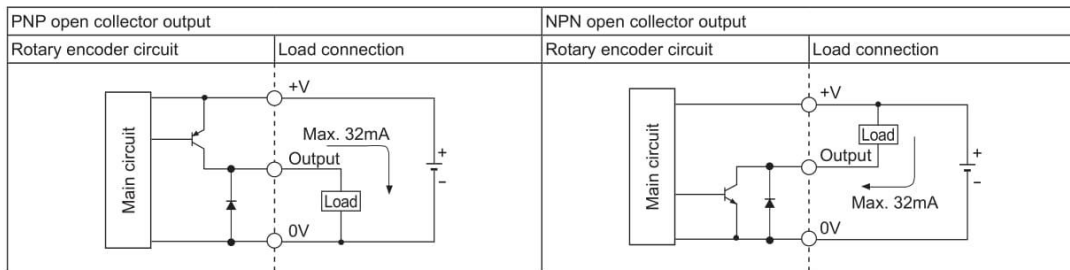 PNP open collector output
NPN open collector output
Rotary encoder circuit
Load connection
Rotary encoder circuit
Load connection
Main circuit
+V
Max. 32mA
Output
Load
0V
+
-
Main circuit
+V
Load
Output
Max. 32mA
0V
+
-